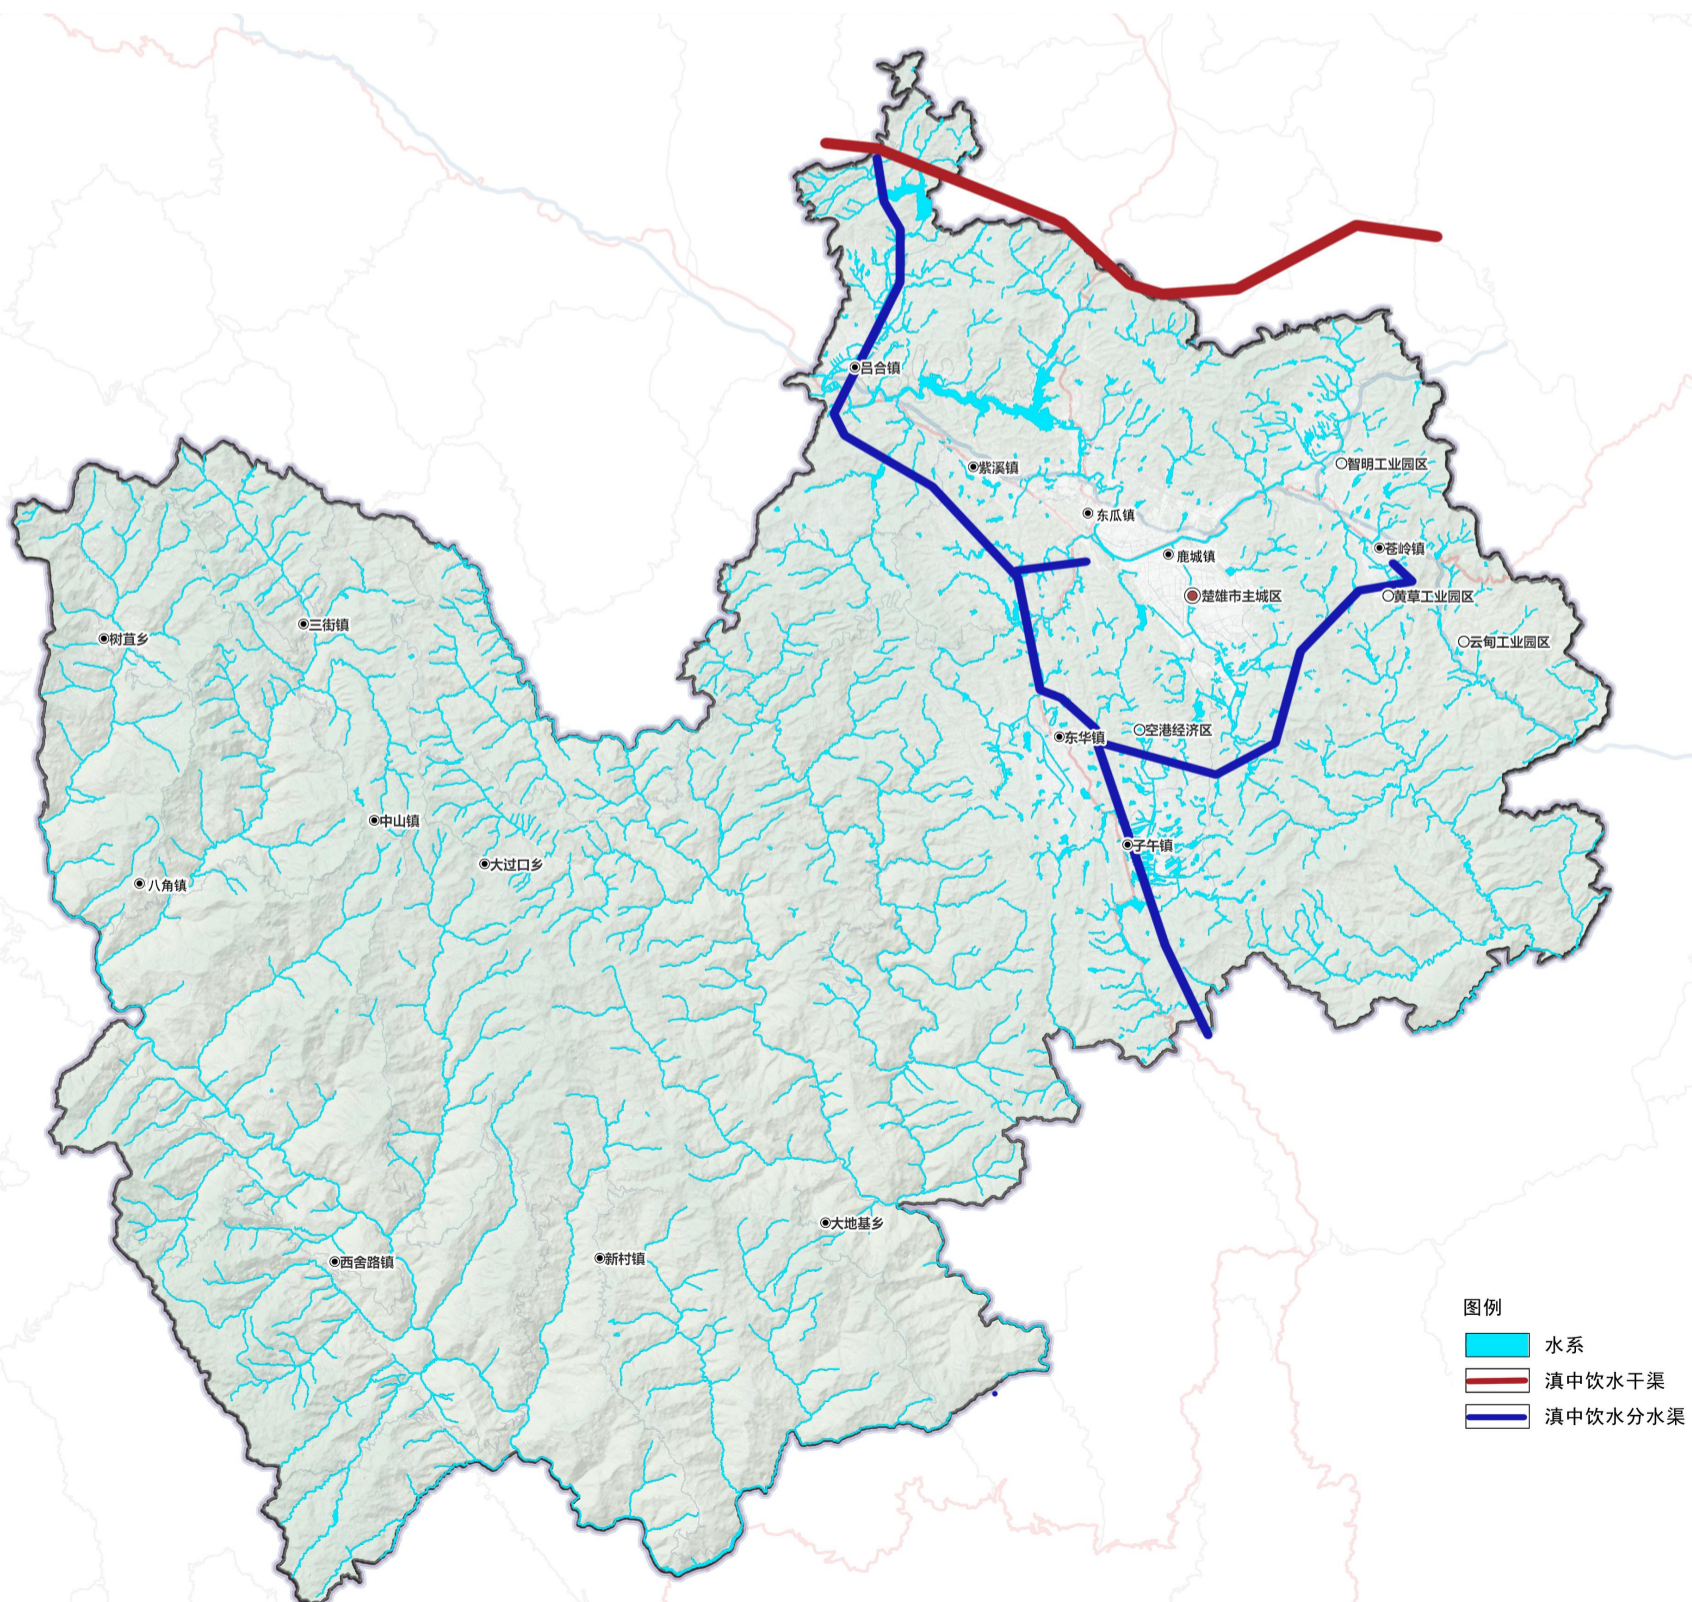 吕合镇
智明工业园区
紫溪镇
东瓜镇
苍岭镇
鹿城镇
楚雄市主城区
黄草工业园区
三街镇
树苴乡
云甸工业园区
空港经济区
东华镇
中山镇
子午镇
大过口乡
八角镇
大地基乡
新村镇
西舍路镇
图例
水系
滇中饮水干渠
滇中饮水分水渠